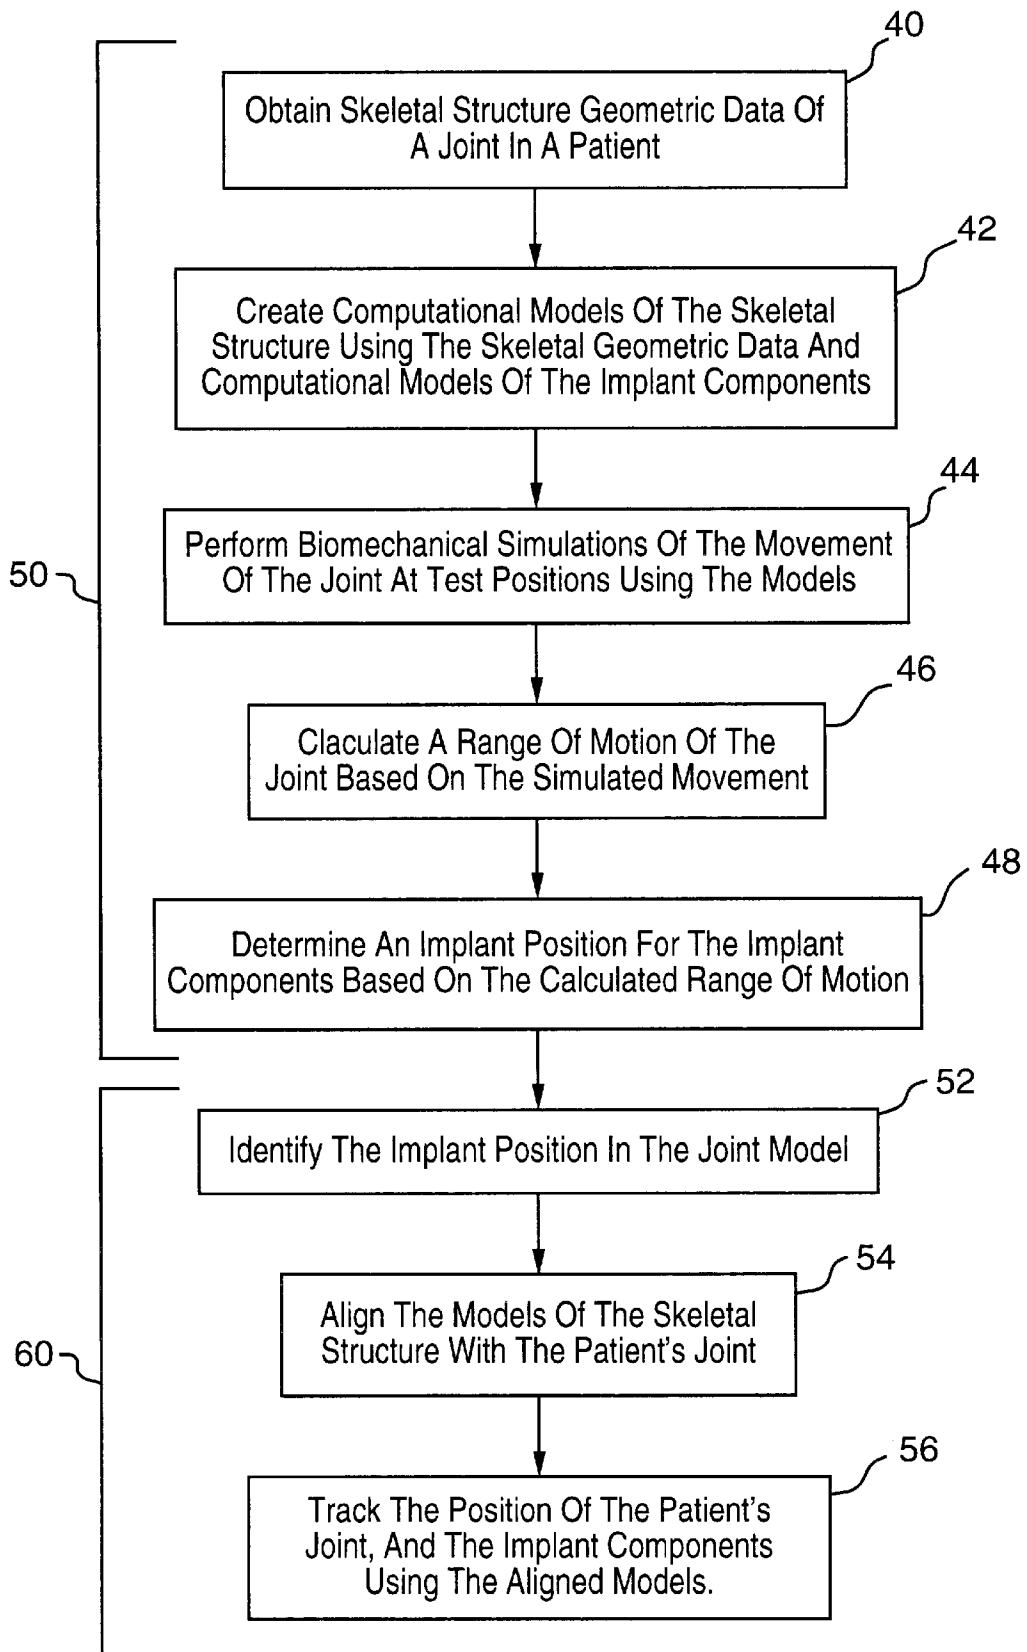 40
Obtain Skeletal Structure Geometric Data Of
A Joint In A Patient
42
Create Computational Models Of The Skeletal
Structure Using The Skeletal Geometric Data And
Computational Models Of The Implant Components
44
Perform Biomechanical Simulations Of The Movement
Of The Joint At Test Positions Using The Models
50
46
Claculate A Range Of Motion Of The
Joint Based On The Simulated Movement
48
Determine An Implant Position For The Implant
Components Based On The Calculated Range Of Motion
52
Identify The Implant Position In The Joint Model
54
Align The Models Of The Skeletal
Structure With The Patient's Joint
60
56
Track The Position Of The Patient's
Joint, And The Implant Components
Using The Aligned Models.